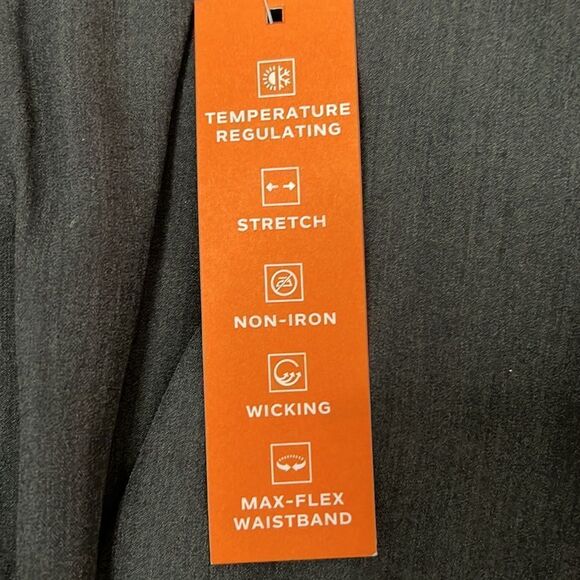 TEMPERATURE
REGULATING
STRETCH
NON-IRON
WICKING
MAX-FLEX
WAISTBAND